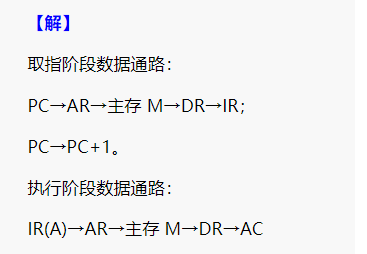 【解】
取指阶段数据通路：
PC→AR→主存 M→DR→IR；
PC→PC+1。
执行阶段数据通路：
IR(A)→AR→主存 M→DR→AC